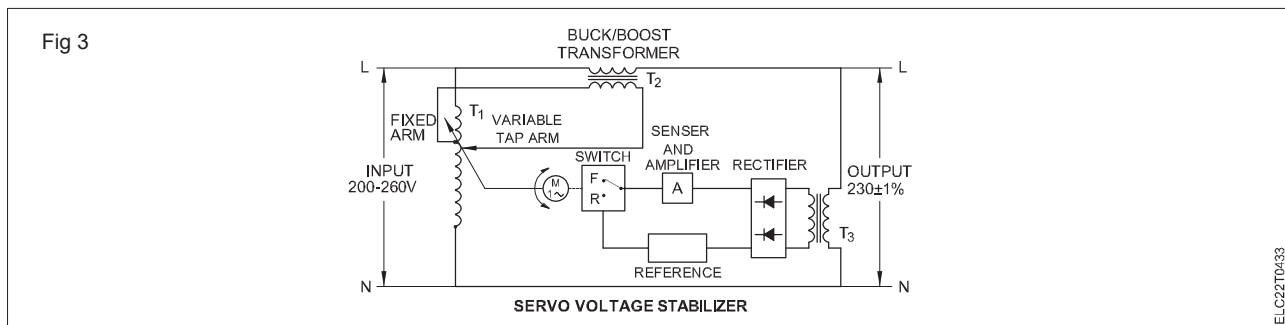 Fig 3
BUCK/BOOST
TRANSFORMER
L
L
T2
T1
FIXED
ARM
VARIABLE
TAP ARM
SENSER
AND
AMPLIFIER
SWITCH
RECTIFIER
INPUT
200-260V
OUTPUT
230±1%
M
1~
F
R
A
T3
REFERENCE
N
N
SERVO VOLTAGE STABILIZER
ELC22T0433